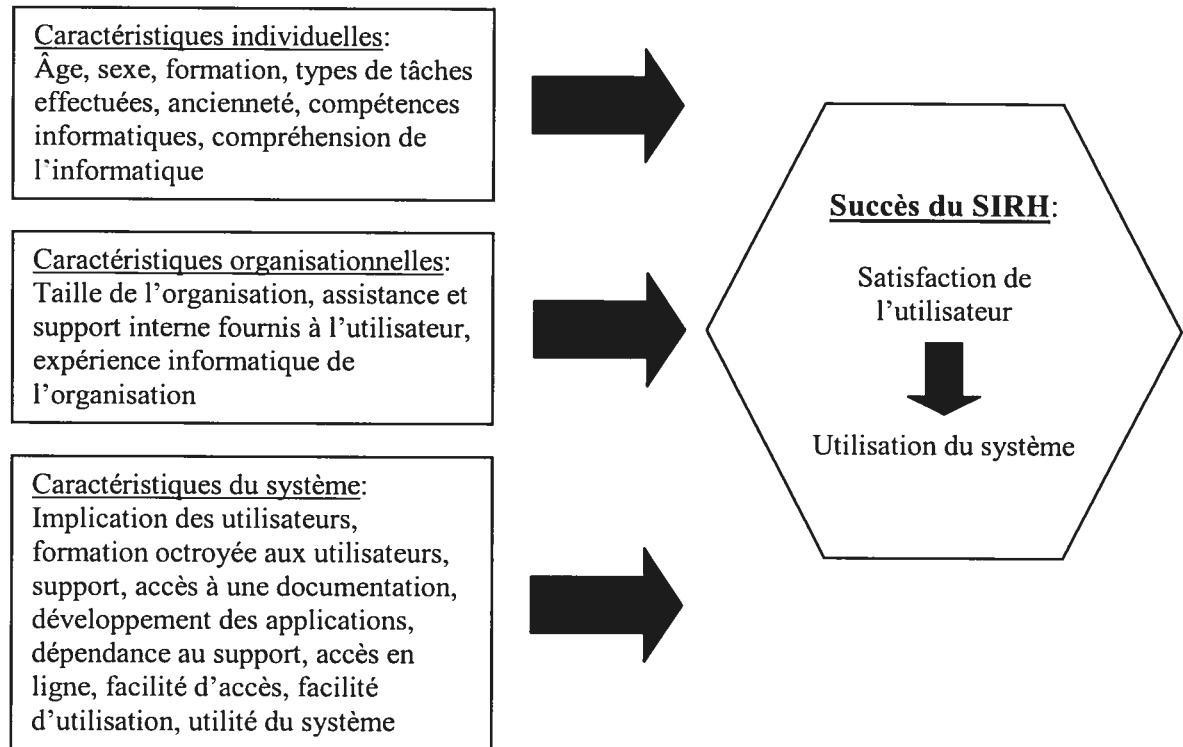 Caractéristiques individuelles:
Âge, sexe, formation, types de tâches
effectuées, ancienneté, compétences
informatiques, compréhension de
l'informatique
Caractéristiques organisationnelles:
Taille de l'organisation, assistance et
support interne fournis à l'utilisateur,
expérience informatique de
l'organisation
Caractéristiques du système:
Implication des utilisateurs,
formation octroyée aux utilisateurs,
support, accès à une documentation,
développement des applications,
dépendance au support, accès en
ligne, facilité d'accès, facilité
d'utilisation, utilité du système
Succès du SIRH:
Satisfaction de
l'utilisateur
Utilisation du système